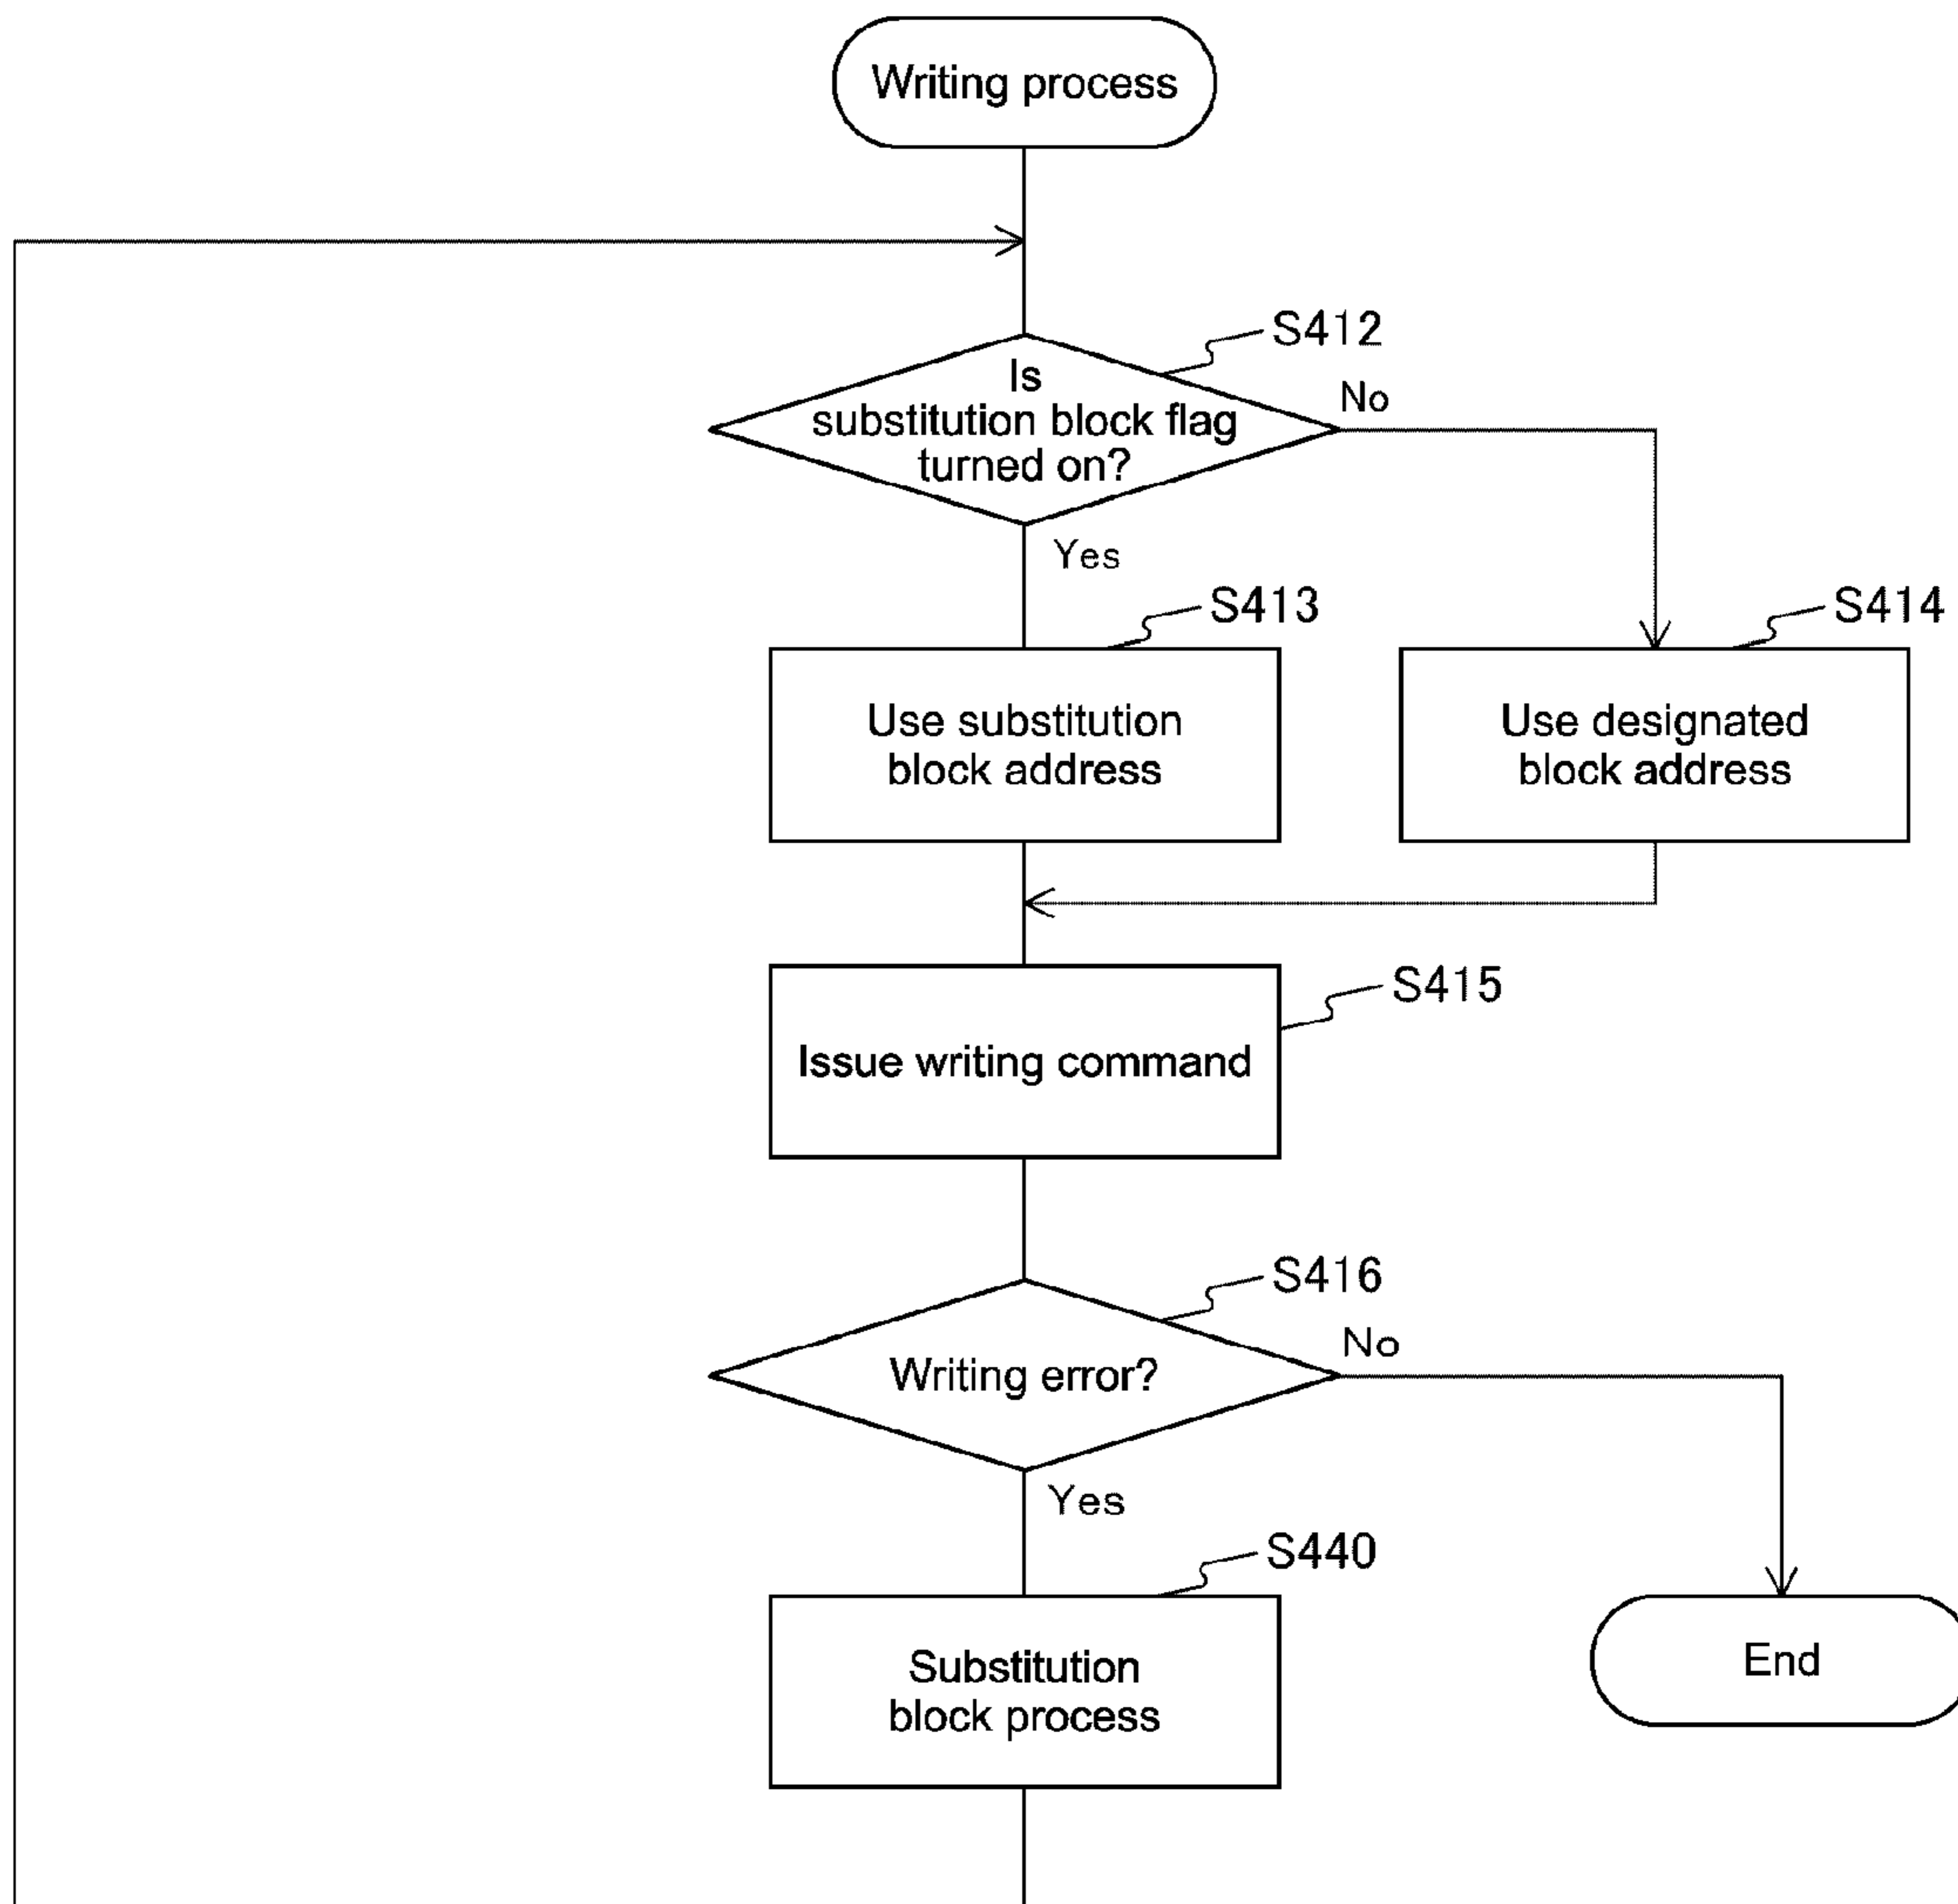 Writing process
S412
Is
substitution block flag
turned on?
No
Yes
S413
S414
Use substitution
block address
Use designated
block address
S415
Issue writing command
S416
Writing error?
No
Yes
S440
Substitution
block process
End